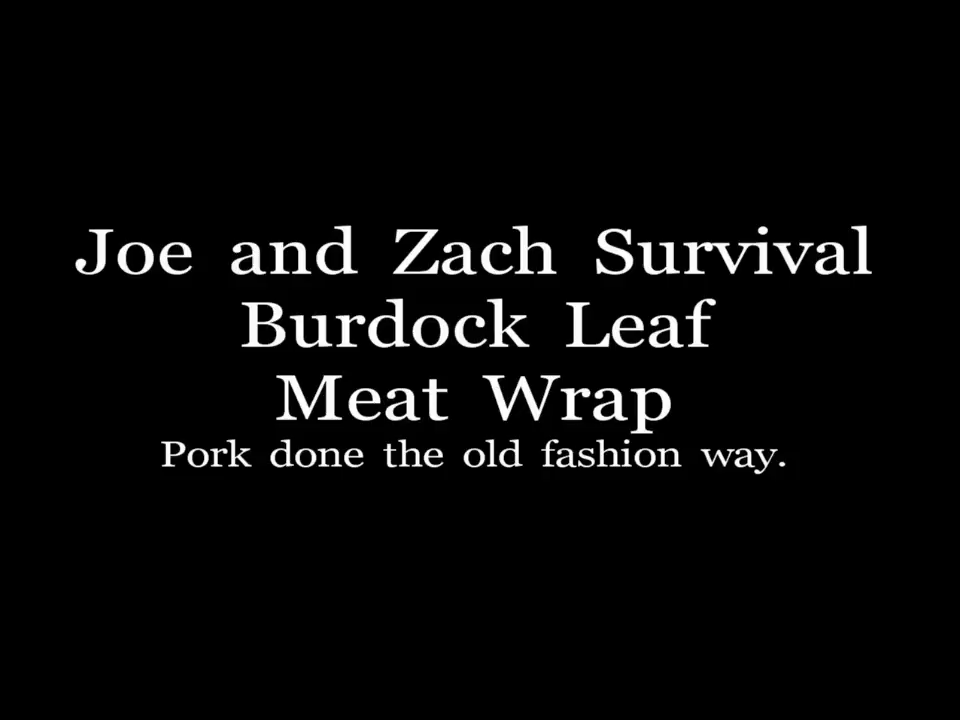 Joe and Zach Survival
Burdock Leaf
Meat Wrap
Pork done the old fashion way.